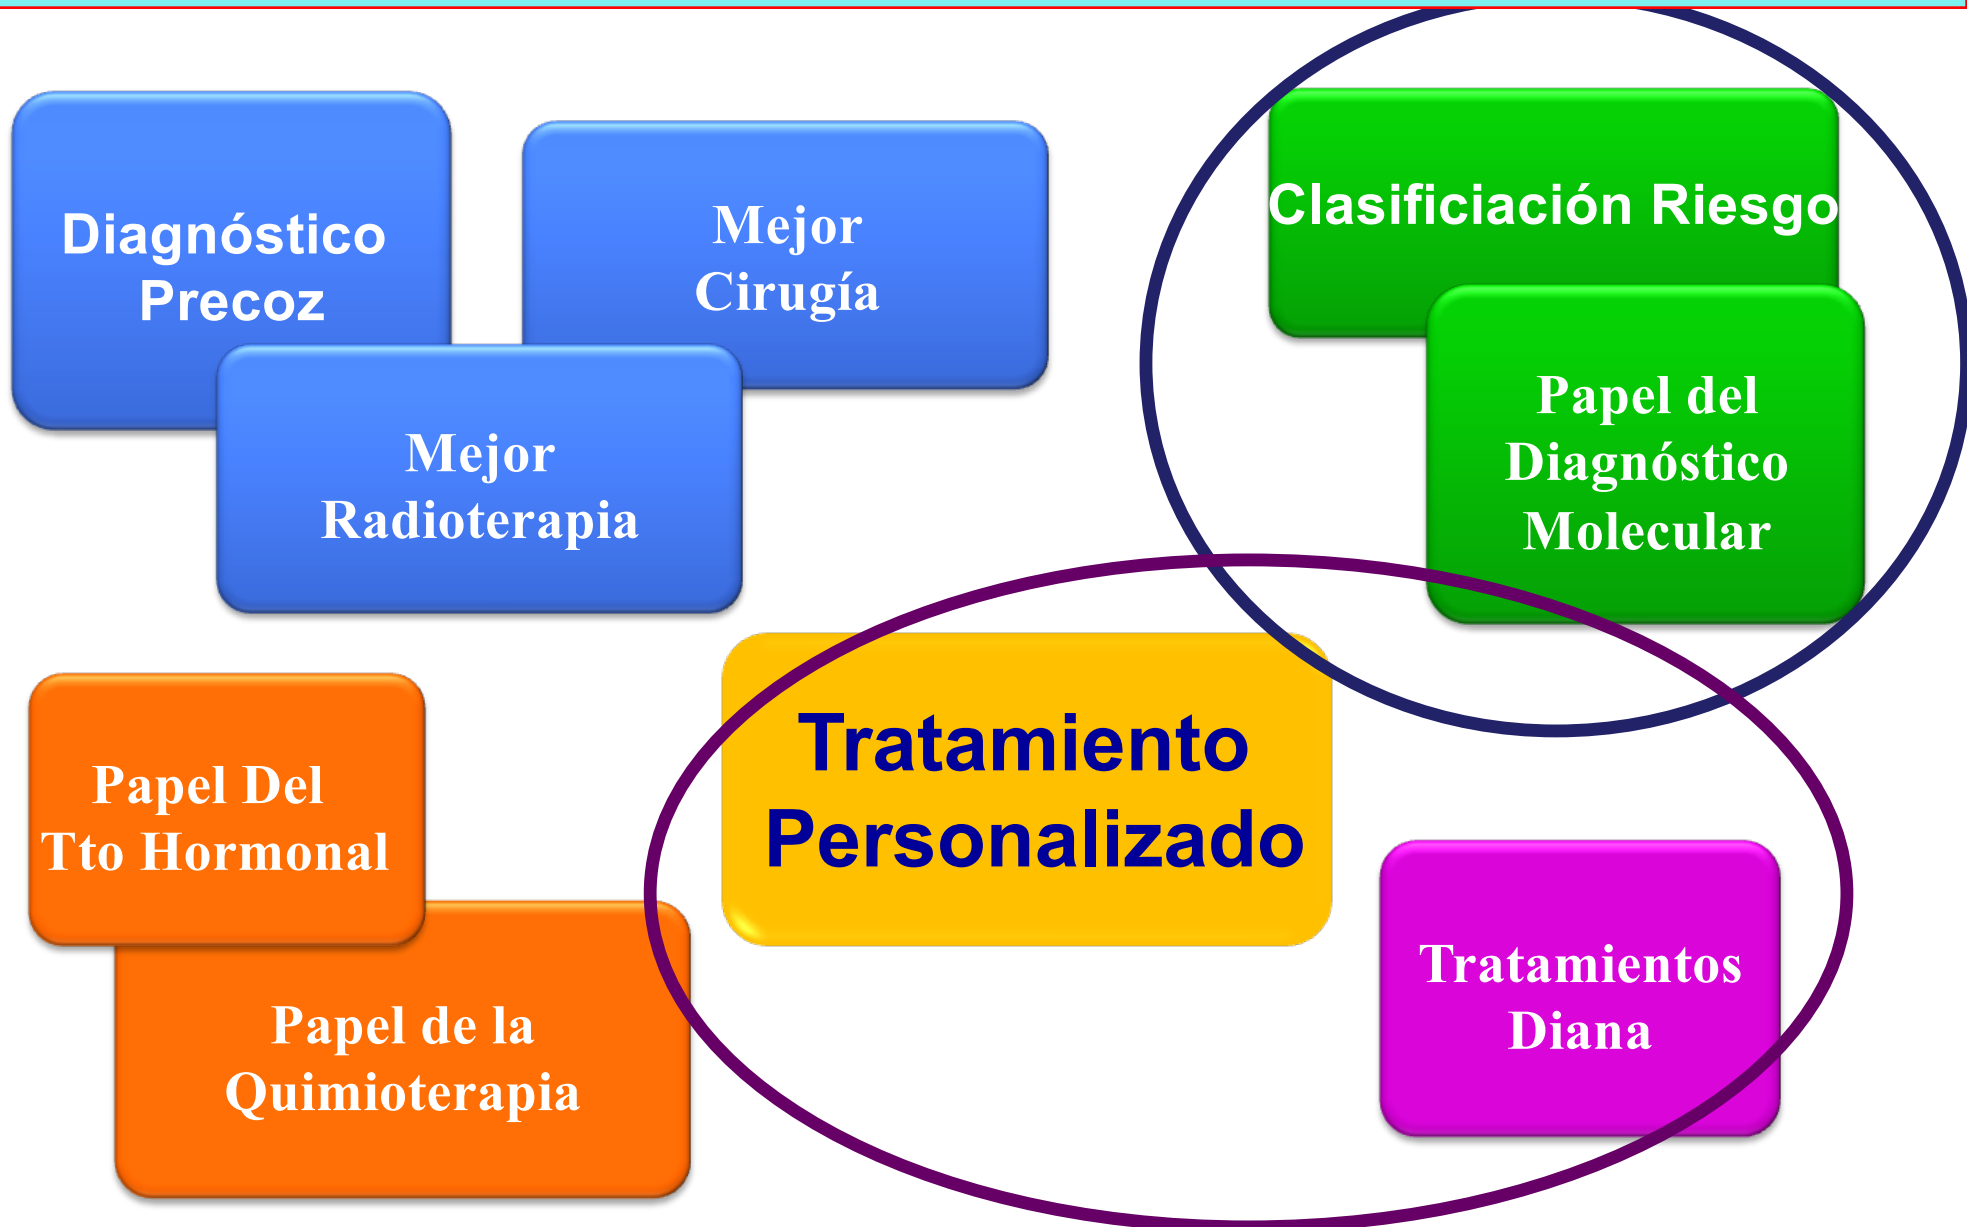 Diagnóstico
Precoz
Mejor
Cirugía
Mejor
Radioterapia
Clasificiación Riesgo
Papel del
Diagnóstico
Molecular
Papel Del
Tto Hormonal
Papel de la
Quimioterapia
Tratamiento
Personalizado
Tratamientos
Diana